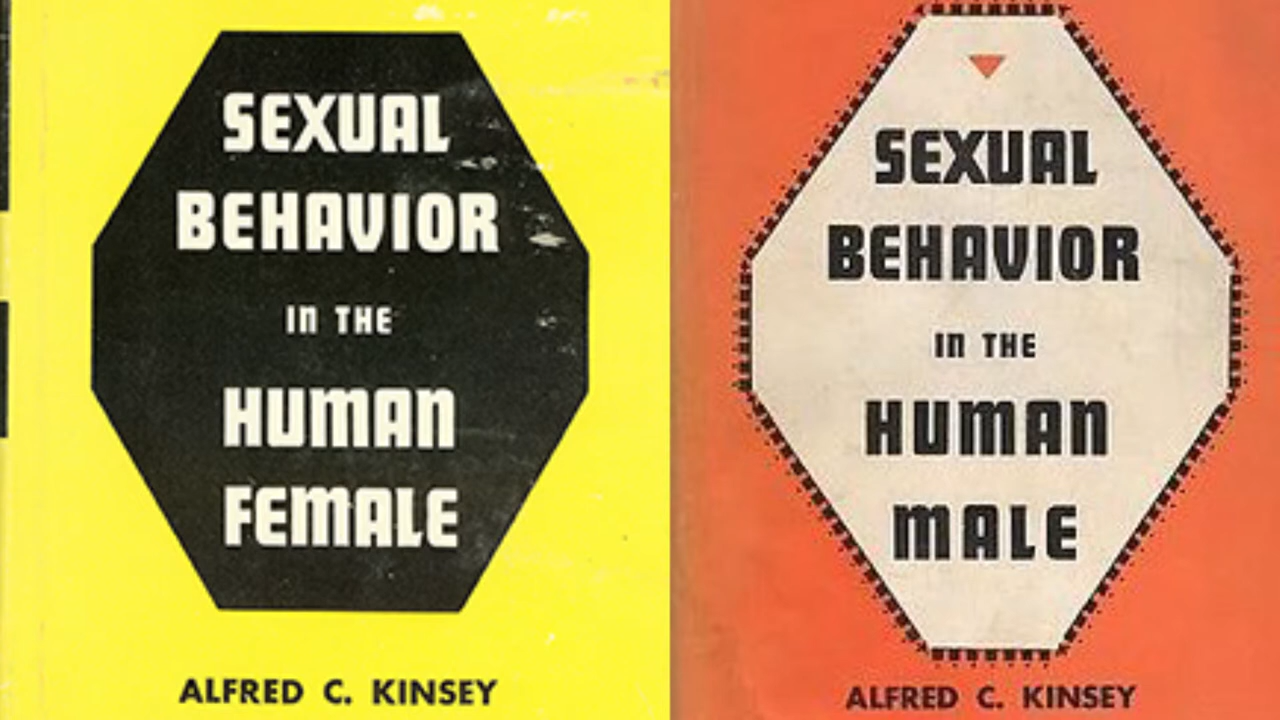 SEXUAL
BEHAVIOR
IN THE
HUMAN
FEMALE
ALFRED C. KINSEY
SEXUAL
BEHAVIOR
IN THE
HUMAN
MALE
ALFRED C. KINSEY